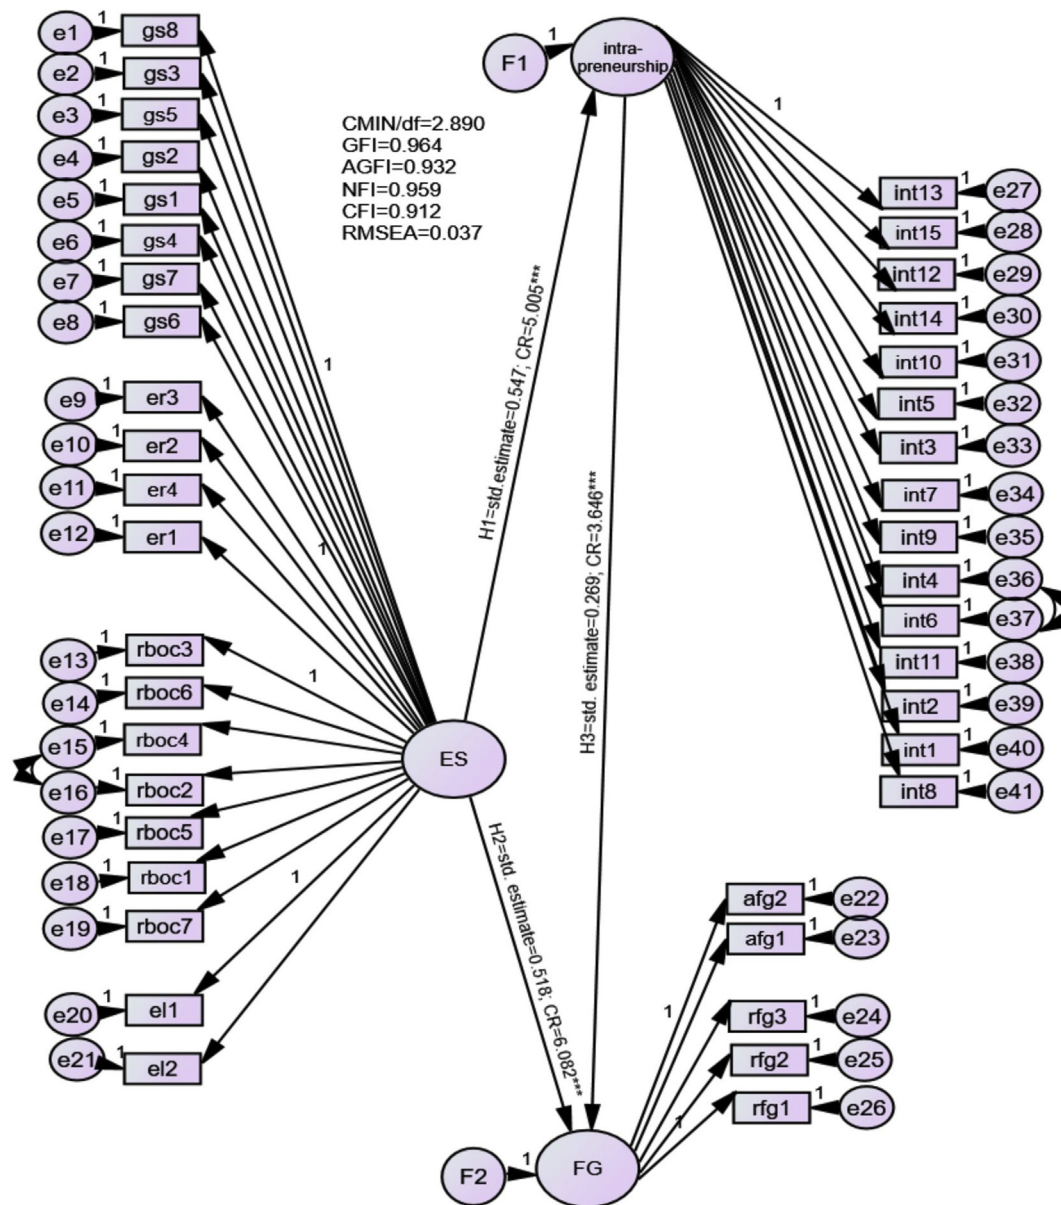 e1 1 gs8
e2 1 gs3
e3 1 gs5
e4 1 gs2
e5 1 gs1
e6 1 gs4
e7 1 gs7
e8 1 gs6
1
e9 1 er3
e10 1 er2
e11 1 er4
e12 1 er1
1
e13 1 rboc3
e14 1 rboc6
e15 1 rboc4
e16 1 rboc2
e17 1 rboc5
e18 1 rboc1
e19 1 rboc7
1
e20 1 el1
e21 1 el2
1
ES
CMIN/df=2.890
GFI=0.964
AGFI=0.932
NFI=0.959
CFI=0.912
RMSEA=0.037
F1 1
intra-
preneurship
H1=std.estimate=0.547; CR=5.005***
H3=std. estimate=0.269; CR=3.646***
H2=std. estimate=0.518; CR=6.082***
1
int13 1 e27
int15 1 e28
int12 1 e29
int14 1 e30
int10 1 e31
int5 1 e32
int3 1 e33
int7 1 e34
int9 1 e35
int4 1 e36
int6 1 e37
int11 1 e38
int2 1 e39
int1 1 e40
int8 1 e41
afg2 1 e22
afg1 1 e23
1
rfg3 1 e24
rfg2 1 e25
rfg1 1 e26
1
F2 1 FG